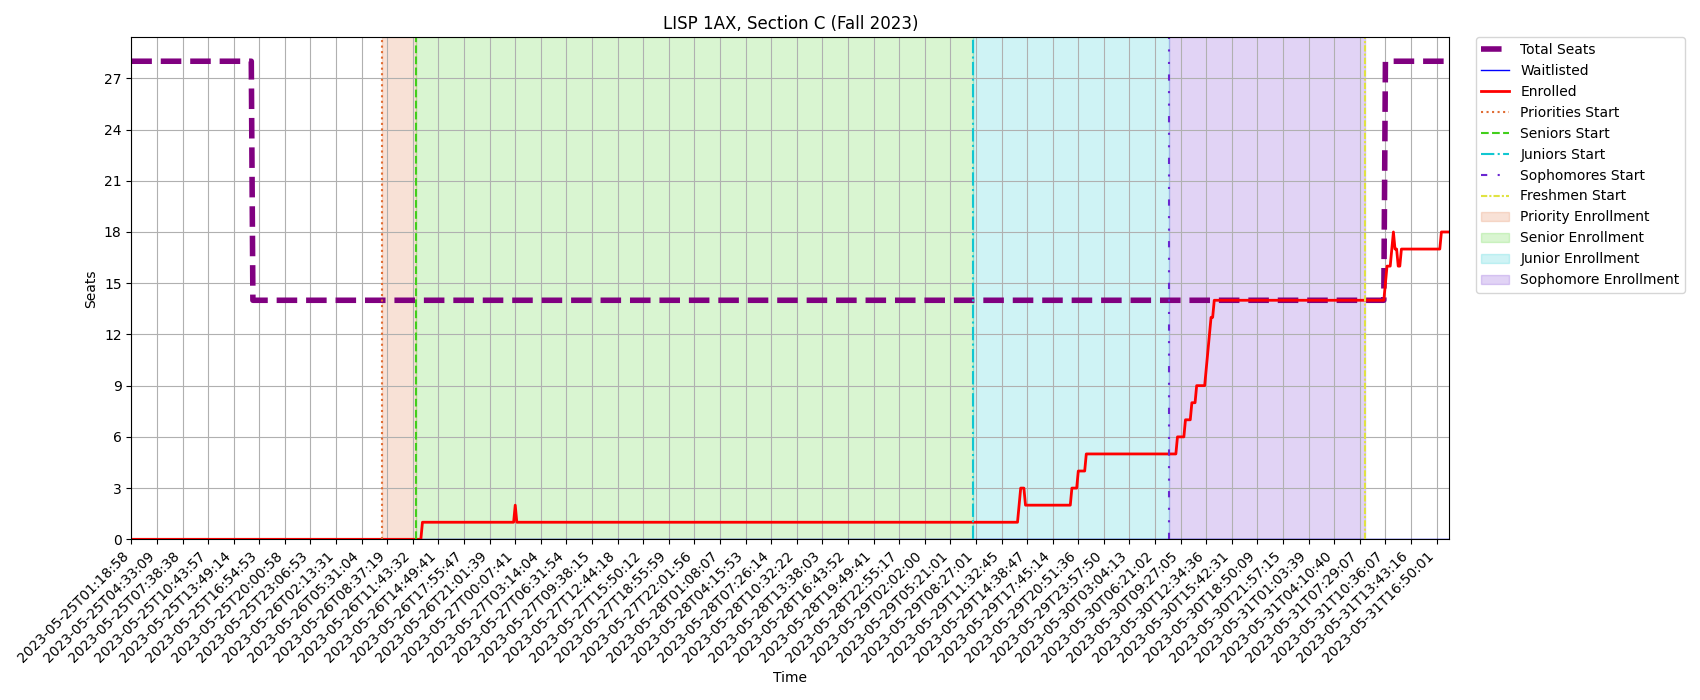 LISP 1AX, Section C (Fall 2023)
Seats
27
24
21
18
15
12
9
6
3
0
2023-05-25T01:18:58
2023-05-25T04:33:09
2023-05-25T07:38:38
2023-05-25T10:43:57
2023-05-25T13:49:14
2023-05-25T16:54:53
2023-05-25T20:00:58
2023-05-25T23:06:53
2023-05-26T02:13:31
2023-05-26T05:31:04
2023-05-26T08:37:19
2023-05-26T11:43:32
2023-05-26T14:49:41
2023-05-26T17:55:47
2023-05-26T21:01:39
2023-05-27T00:07:41
2023-05-27T03:14:04
2023-05-27T06:31:54
2023-05-27T09:38:15
2023-05-27T12:44:18
2023-05-27T15:50:12
2023-05-27T18:55:59
2023-05-27T22:01:56
2023-05-28T01:08:07
2023-05-28T04:15:53
2023-05-28T07:26:14
2023-05-28T10:32:22
2023-05-28T13:38:03
2023-05-28T16:43:52
2023-05-28T19:49:41
2023-05-28T22:55:17
2023-05-29T02:02:00
2023-05-29T05:21:01
2023-05-29T08:27:01
2023-05-29T11:32:45
2023-05-29T14:38:47
2023-05-29T17:45:14
2023-05-29T20:51:36
2023-05-29T23:57:50
2023-05-30T03:04:13
2023-05-30T06:21:02
2023-05-30T09:27:05
2023-05-30T12:34:36
2023-05-30T15:42:31
2023-05-30T18:50:09
2023-05-30T21:57:15
2023-05-31T01:03:39
2023-05-31T04:10:40
2023-05-31T07:29:07
2023-05-31T10:36:07
2023-05-31T13:43:16
2023-05-31T16:50:01
Time
Total Seats
Waitlisted
Enrolled
Priorities Start
Seniors Start
Juniors Start
Sophomores Start
Freshmen Start
Priority Enrollment
Senior Enrollment
Junior Enrollment
Sophomore Enrollment